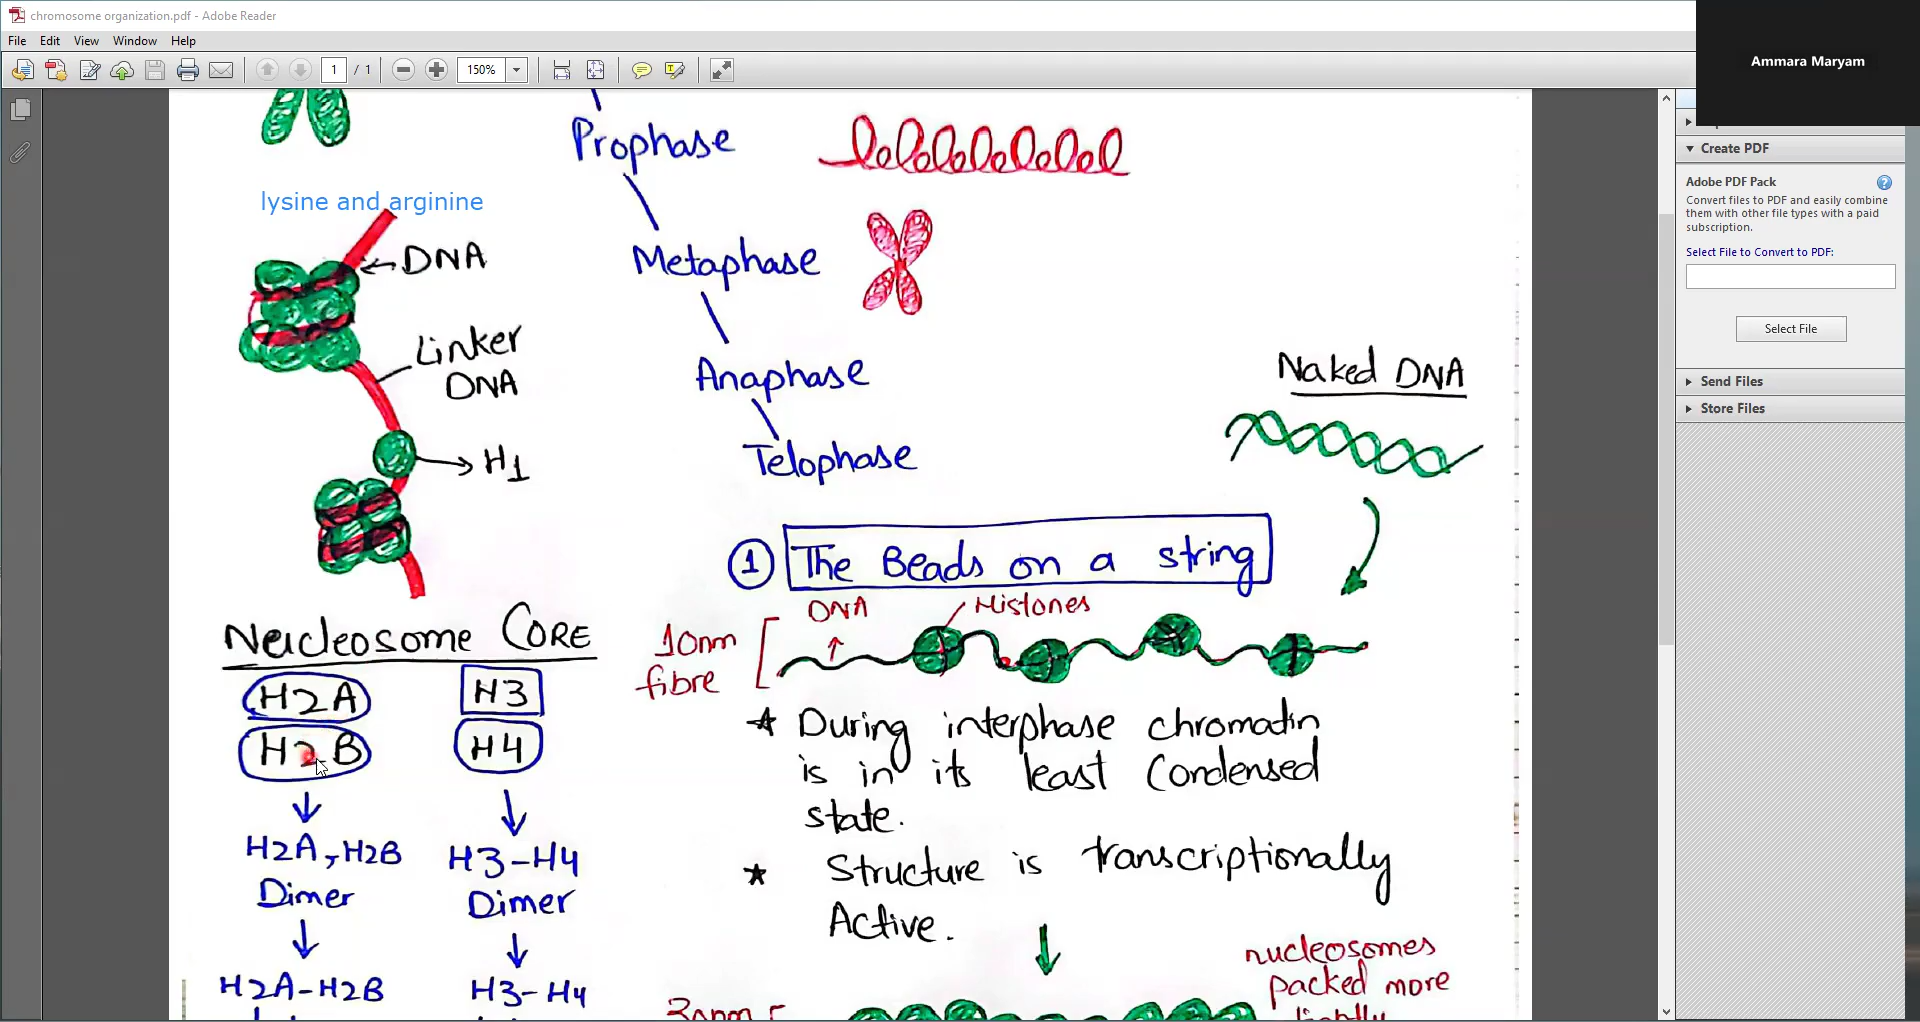 chromosome organization.pdf - Adobe Reader
File Edit View Window Help
1 / 1 150%
Ammara Maryam
Create PDF
Adobe PDF Pack
Convert files to PDF and easily combine
them with other file types with a paid
subscription.
Select File to Convert to PDF:
Select File
Send Files
Store Files
Prophase
Metaphase
Anaphase
Telophase
lysine and arginine
DNA
Linker
DNA
H1
Naked DNA
1 The Beads on a string
DNA
Histones
10nm
fibre
Nucleosome CORE
H2A H3
H2B H4
H2A, H2B
Dimer
H3-H4
Dimer
H2A-H2B
H3-H4
* During interphase chromatin
is in its least Condensed
state.
* Structure is transcriptionally
Active.
nucleosomes
packed more